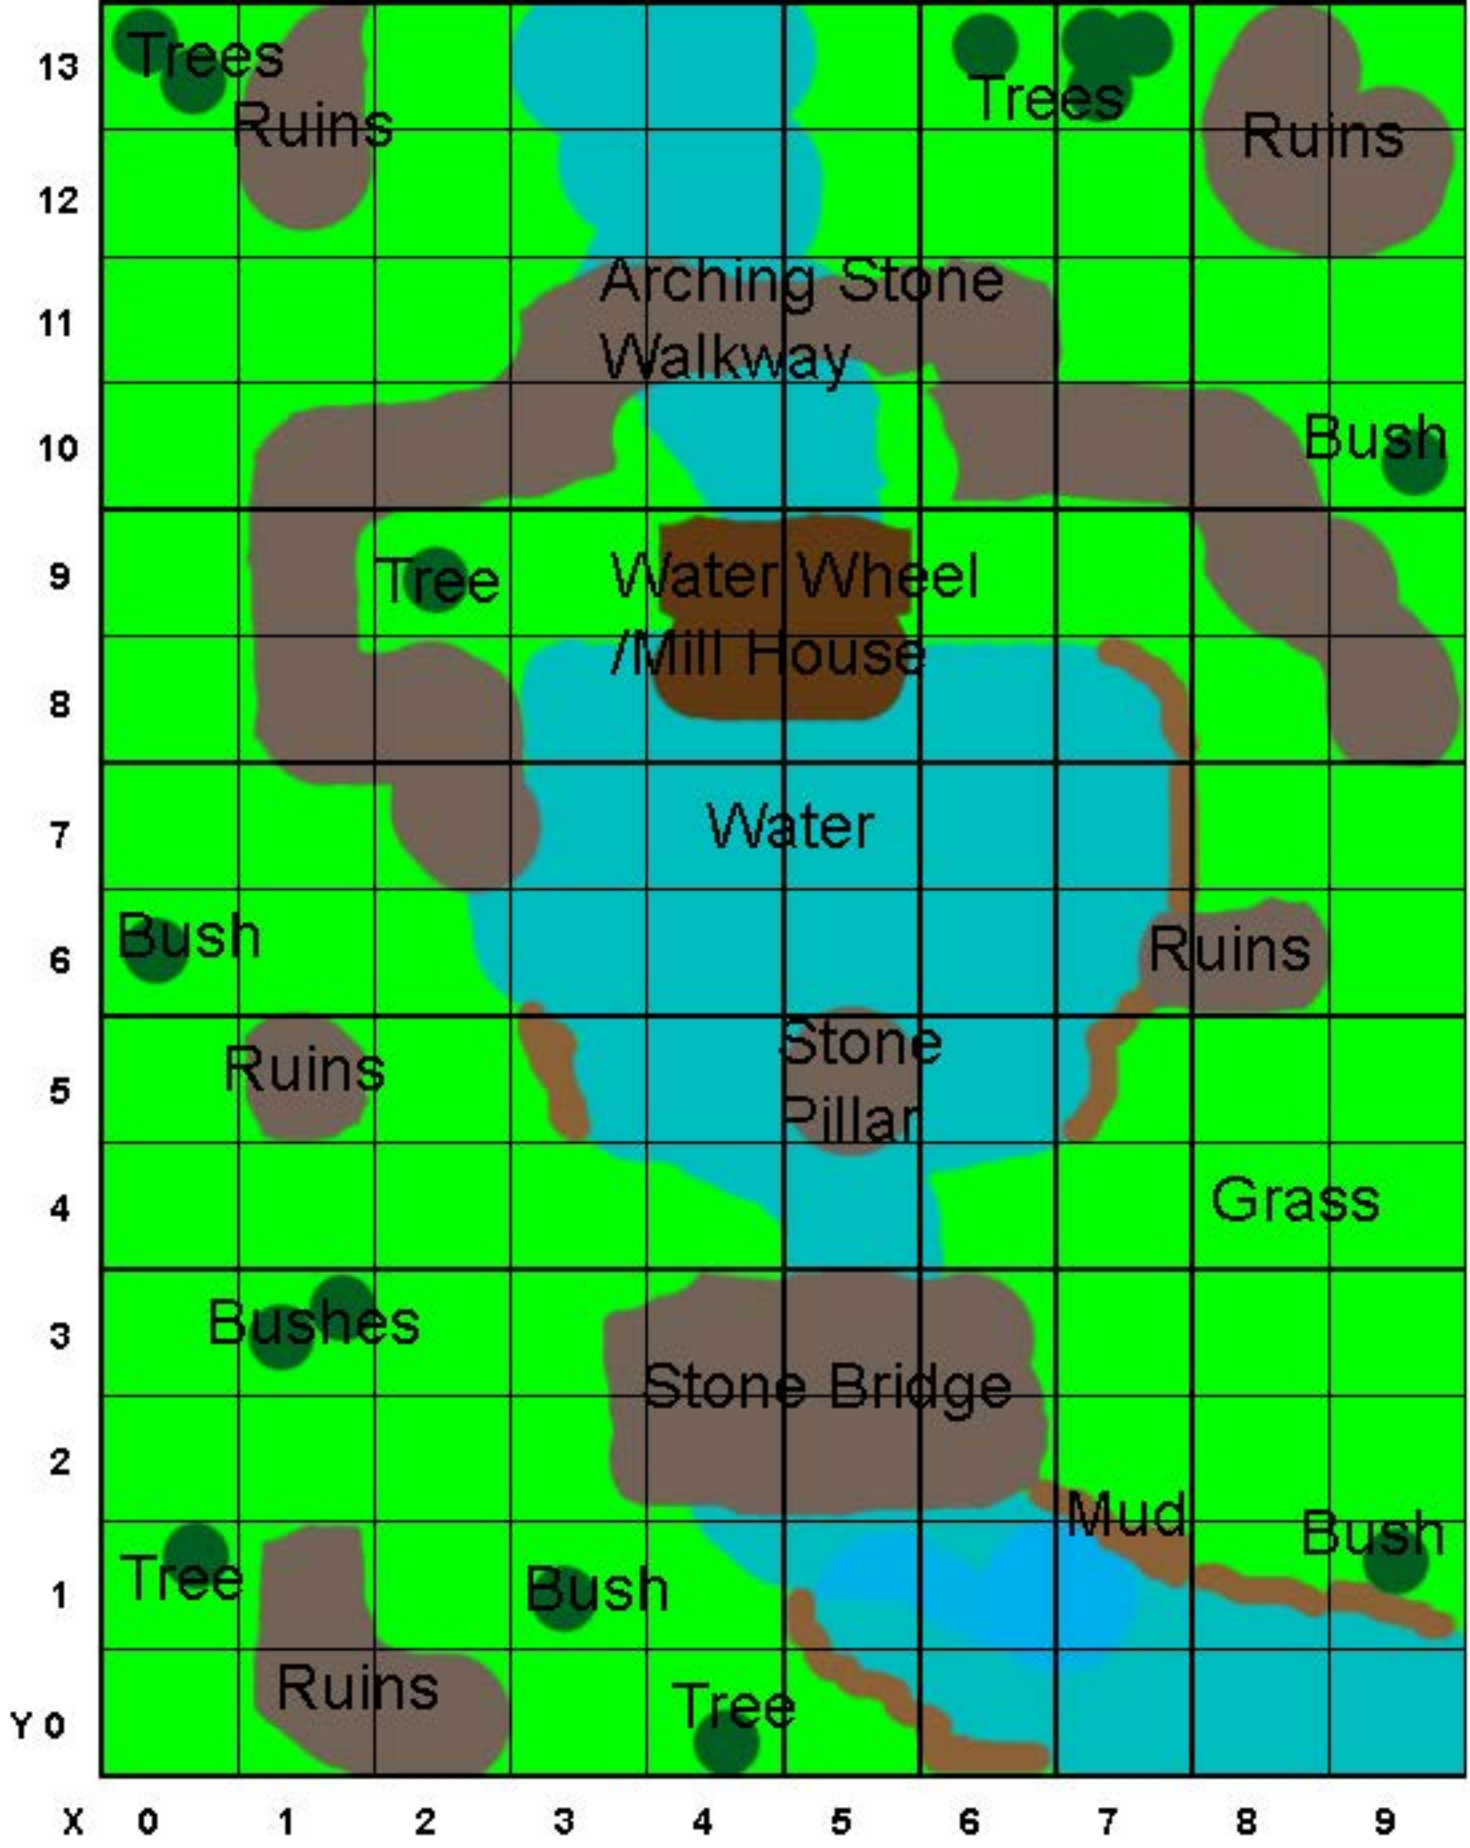 13
Trees
Trees
Ruins
Ruins
12
Arching Stone
Walkway
11
10
Bush
9
Tree
Water Wheel
/Mill House
8
7
Water
6
Bush
Ruins
5
Ruins
Stone
Pillar
4
Grass
3
Bushes
Stone Bridge
2
Mud
Bush
Tree
1
Bush
Ruins
Tree
Y 0
X 0 1 2 3 4 5 6 7 8 9